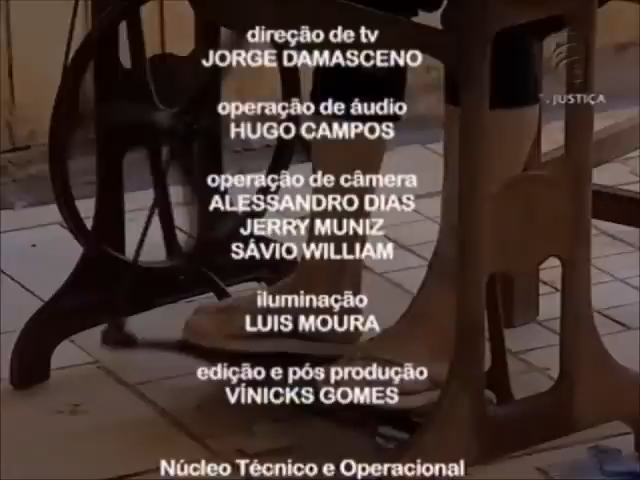 direção de tv
JORGE DAMASCENO
operação de áudio
HUGO CAMPOS
operação de câmera
ALESSANDRO DIAS
JERRY MUNIZ
SÁVIO WILLIAM
iluminação
LUIS MOURA
edição e pós produção
VÍNICKS GOMES
Núcleo Técnico e Operacional
JUSTIÇA